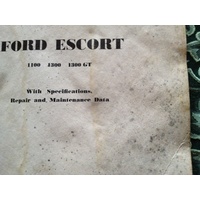 FORD ESCORT
1100 1300 1300 GT
With Specifications,
Repair and Maintenance Data